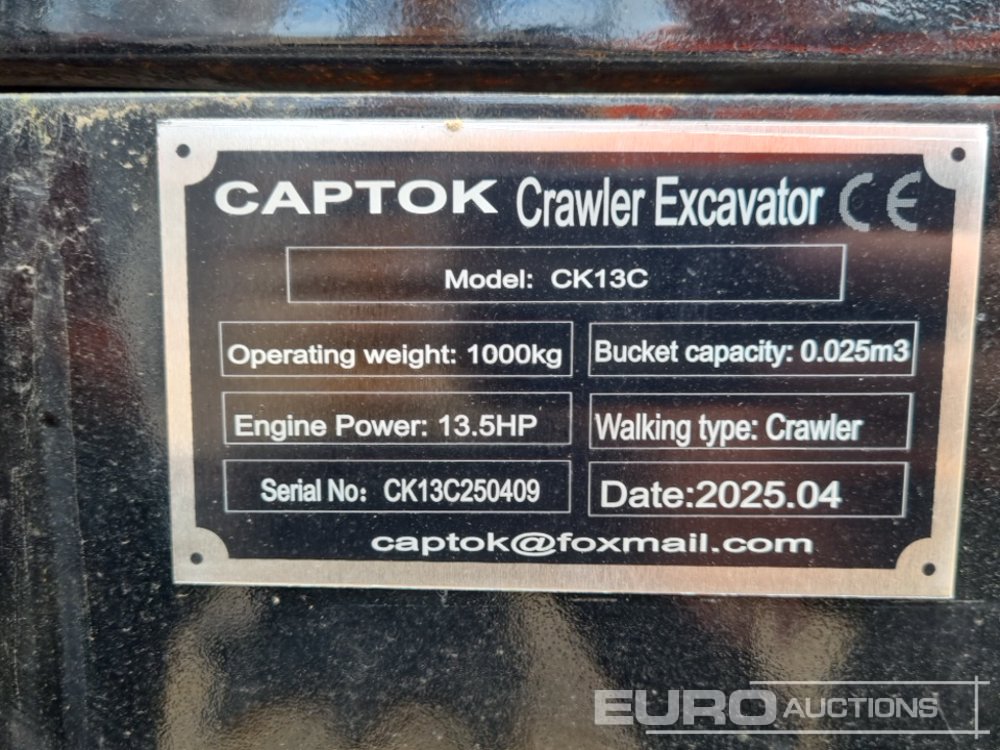 CAPTOK Crawler Excavator CE
Model: CK13C
Operating weight: 1000kg Bucket capacity: 0.025m3
Engine Power: 13.5HP Walking type: Crawler
Serial No: CK13C250409 Date:2025.04
captok@foxmail.com
EURO AUCTIONS